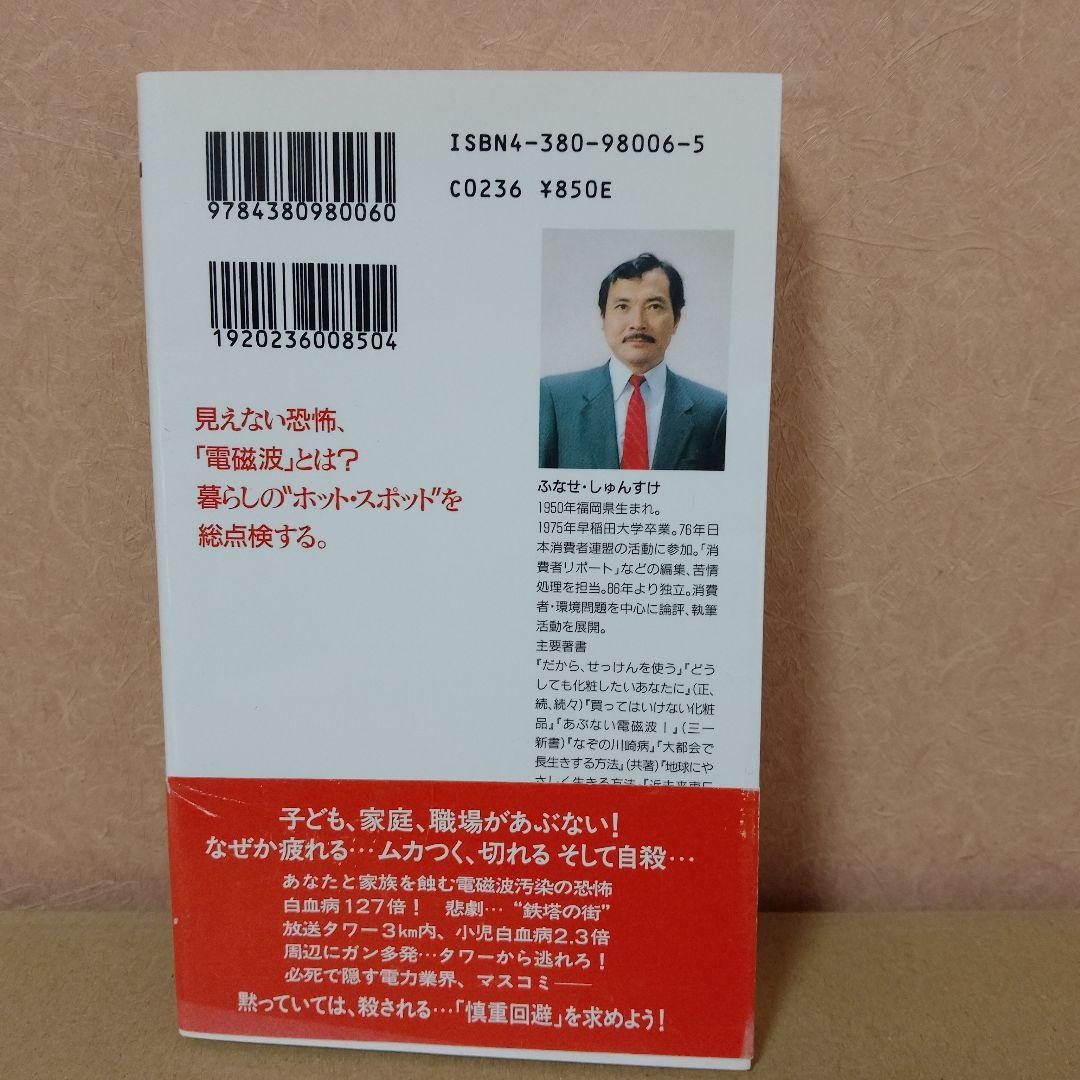 ISBN4-380-98006-5
C0236 ¥850E
9784380980060
1920236008504
見えない恐怖、
「電磁波」とは？
暮らしの“ホット・スポット”を
総点検する。
ふなせ・しゅんすけ
1950年福岡県生まれ。
1975年早稲田大学卒業。76年日
本消費者連盟の活動に参加。「消
費者リポート」などの編集、苦情
処理を担当。86年より独立。消費
者・環境問題を中心に論評、執筆
活動を展開。
主要著書
『だから、せっけんを使う』『どう
しても化粧したいあなたに』（正、
続、続々）『買ってはいけない化粧
品』『あぶない電磁波！』（三一
新書）『なぞの川崎病』『大都会で
長生きする方法』（共著）『地球にや
さしく生きる方法』『近未来車
子ども、家庭、職場があぶない！
なぜか疲れる…ムカつく、切れる そして自殺…
あなたと家族を蝕む電磁波汚染の恐怖
白血病127倍！ 悲劇…“鉄塔の街”
放送タワー3km内、小児白血病2.3倍
周辺にガン多発…タワーから逃れろ！
必死で隠す電力業界、マスコミ――
黙っていては、殺される…「慎重回避」を求めよう！